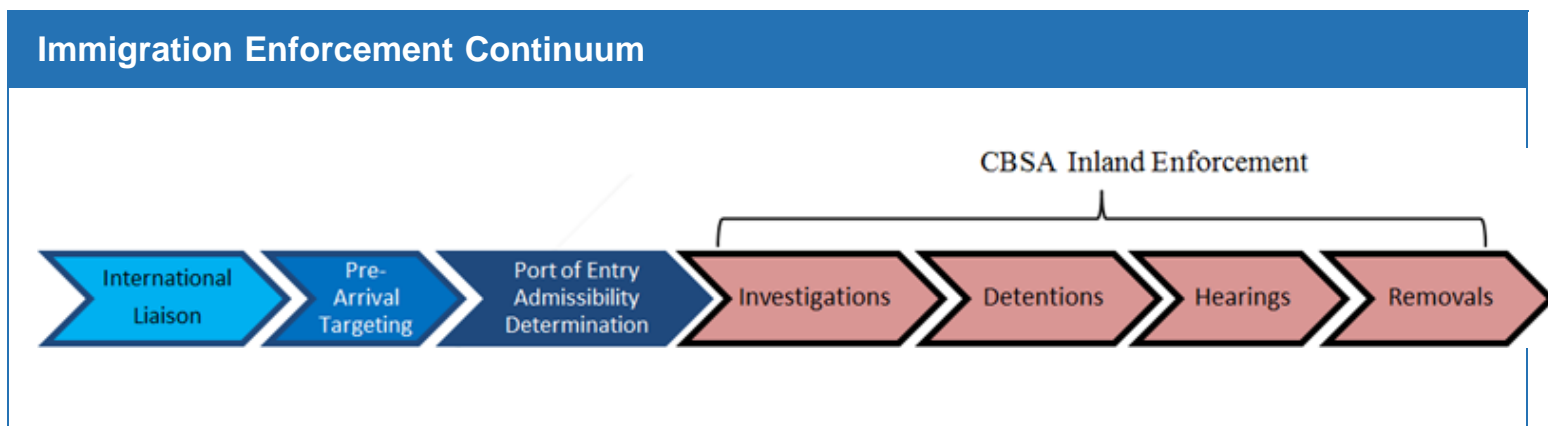 Immigration Enforcement Continuum
CBSA Inland Enforcement
International
Liaison
Pre-
Arrival
Targeting
Port of Entry
Admissibility
Determination
Investigations
Detentions
Hearings
Removals